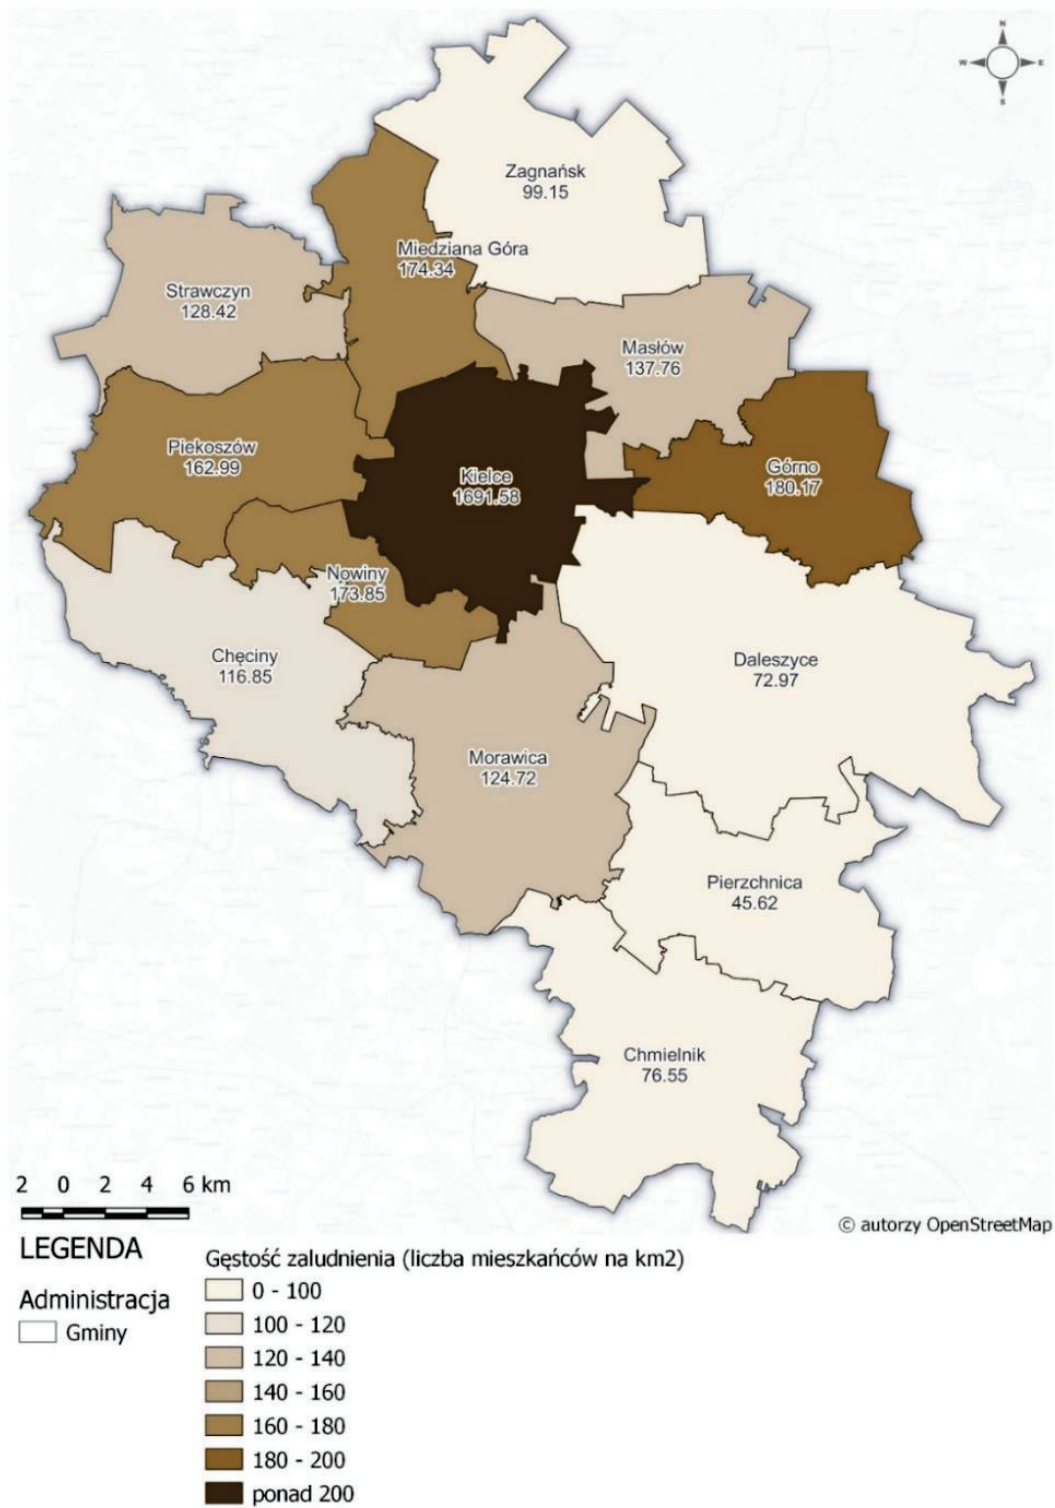 N
W E
S
Zagnańsk
99.15
Miedziana Góra
174.34
Strawczyn
128.42
Masłów
137.76
Piekoszów
162.99
Kielce
1691.58
Górno
180.17
Nowiny
173.85
Chęciny
116.85
Daleszyce
72.97
Morawica
124.72
Pierzchnica
45.62
Chmielnik
76.55
2 0 2 4 6 km
© autorzy OpenStreetMap
LEGENDA
Administracja
Gminy
Gęstość zaludnienia (liczba mieszkańców na km2)
0 - 100
100 - 120
120 - 140
140 - 160
160 - 180
180 - 200
ponad 200